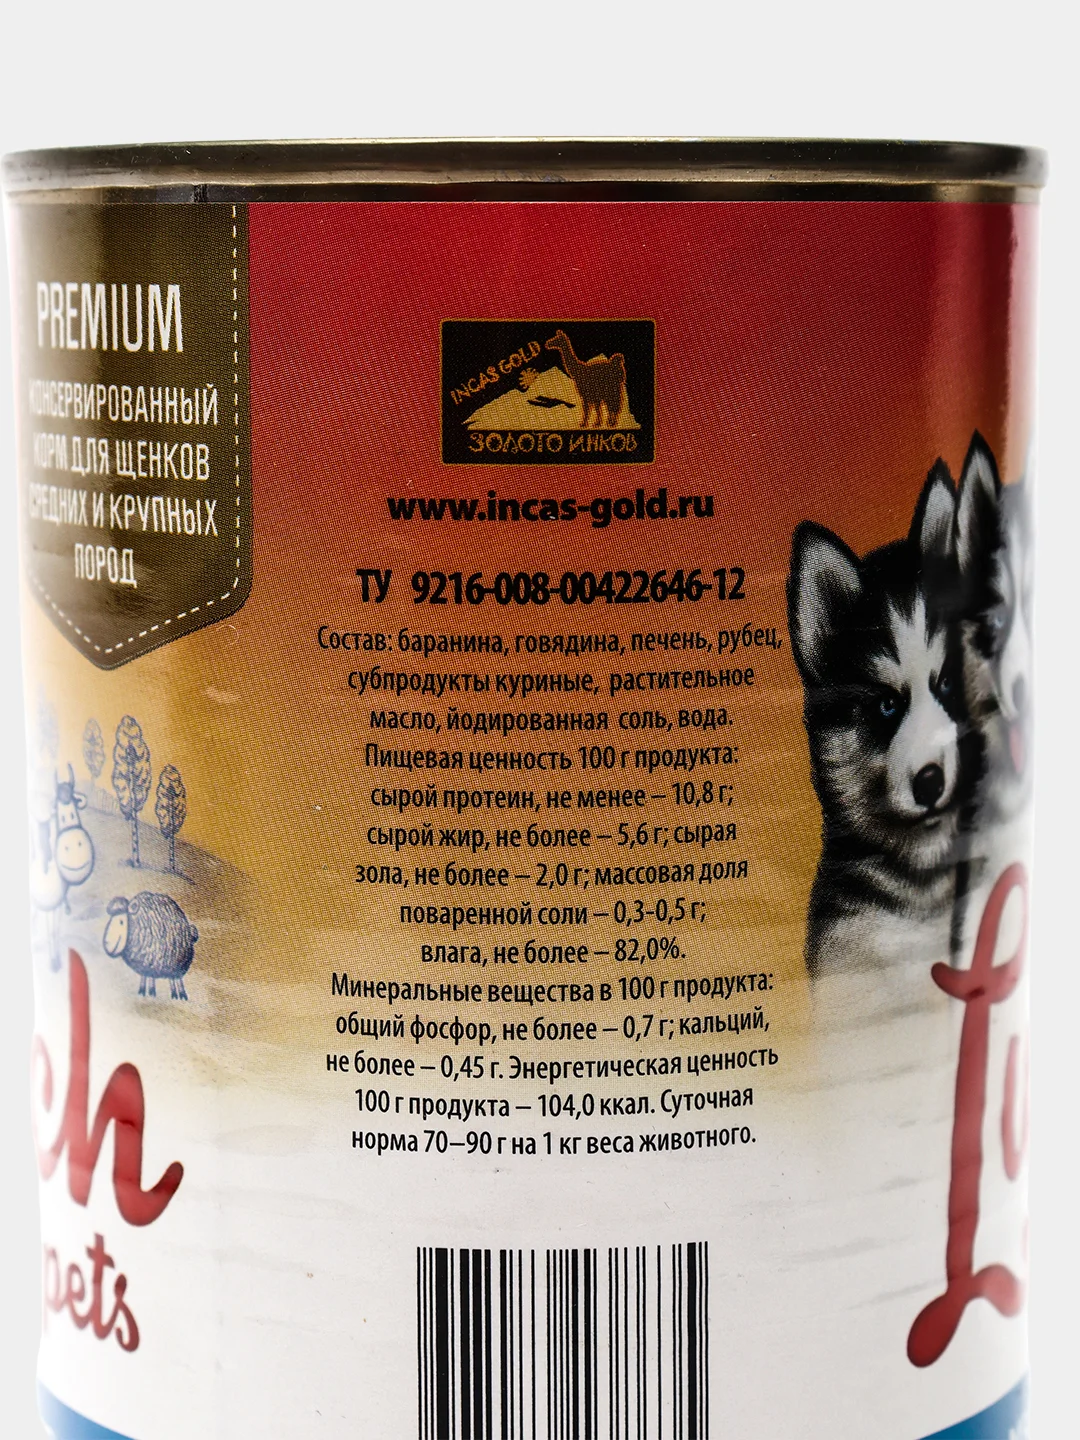 PREMIUM
КОНСЕРВИРОВАННЫЙ
КОРМ ДЛЯ ЩЕНКОВ
СРЕДНИХ И КРУПНЫХ
ПОРОД
INCAS GOLD
ЗОЛОТО ИНКОВ
www.incas-gold.ru
ТУ 9216-008-00422646-12
Состав: баранина, говядина, печень, рубец,
субпродукты куриные, растительное
масло, йодированная соль, вода.
Пищевая ценность 100 г продукта:
сырой протеин, не менее – 10,8 г;
сырой жир, не более – 5,6 г; сырая
зола, не более – 2,0 г; массовая доля
поваренной соли – 0,3-0,5 г;
влага, не более – 82,0%.
Минеральные вещества в 100 г продукта:
общий фосфор, не более – 0,7 г; кальций,
не более – 0,45 г. Энергетическая ценность
100 г продукта – 104,0 ккал. Суточная
норма 70–90 г на 1 кг веса животного.
ch
pets
Lu